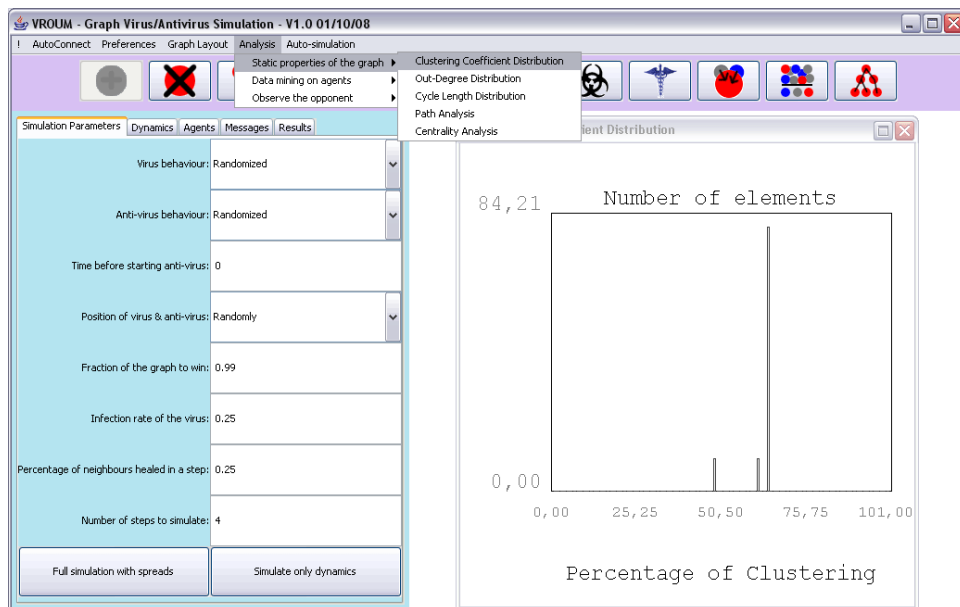 VROUM - Graph Virus/Antivirus Simulation - V1.0 01/10/08
! AutoConnect Preferences Graph Layout Analysis Auto-simulation
Static properties of the graph
Data mining on agents
Observe the opponent
Clustering Coefficient Distribution
Out-Degree Distribution
Cycle Length Distribution
Path Analysis
Centrality Analysis
Simulation Parameters Dynamics Agents Messages Results
Virus behaviour: Randomized
Anti-virus behaviour: Randomized
Time before starting anti-virus: 0
Position of virus & anti-virus: Randomly
Fraction of the graph to win: 0.99
Infection rate of the virus: 0.25
Percentage of neighbours healed in a step: 0.25
Number of steps to simulate: 4
Full simulation with spreads Simulate only dynamics
Distribution
84,21 Number of elements
0,00
0,00 25,25 50,50 75,75 101,00
Percentage of Clustering